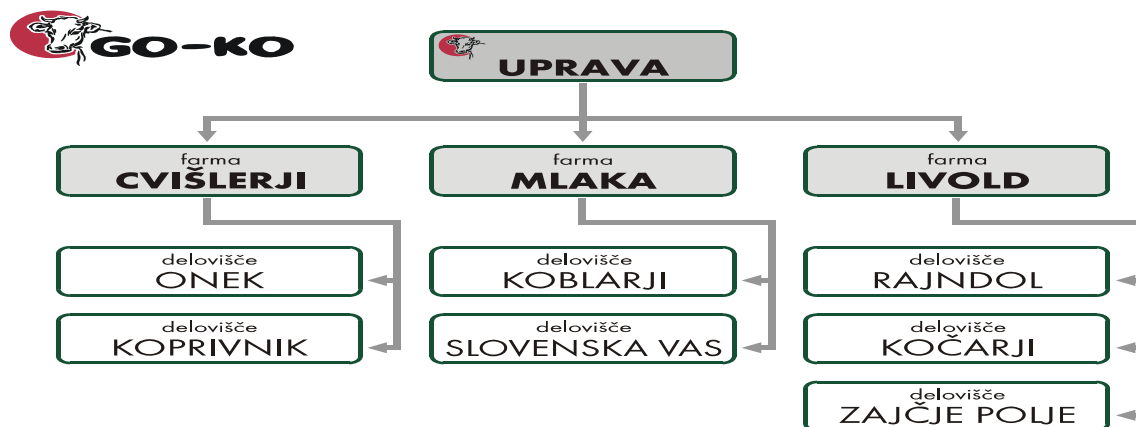 GO-KO
UPRAVA
farma
CVIŠLERJI
delovišče
ONEK
delovišče
KOPRIVNIK
farma
MLAKA
delovišče
KOBLARJI
delovišče
SLOVENSKA VAS
farma
LIVOLD
delovišče
RAJNDOL
delovišče
KOČARJI
delovišče
ZAJČJE POLJE